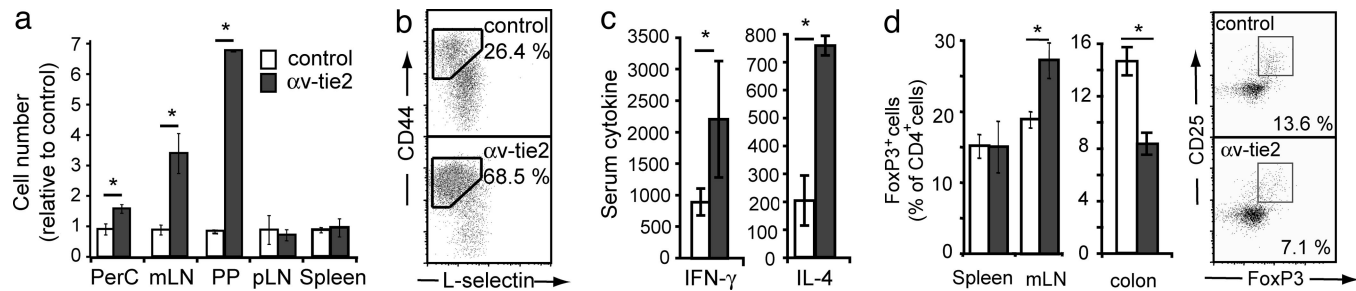 a
Cell number
(relative to control)
7
6
5
4
3
2
1
0
control
αv-tie2
*
*
*
PerC mLN PP pLN Spleen
b
CD44
26.4 %
αv-tie2
68.5 %
L-selectin
c
Serum cytokine
3500
3000
2500
2000
1500
1000
500
0
*
IFN-γ
800
700
600
500
400
300
200
100
0
*
IL-4
d
FoxP3⁺cells
(% of CD4⁺cells)
30
20
10
0
*
Spleen mLN
16
12
8
4
0
*
colon
CD25
control
13.6 %
αv-tie2
7.1 %
FoxP3
control